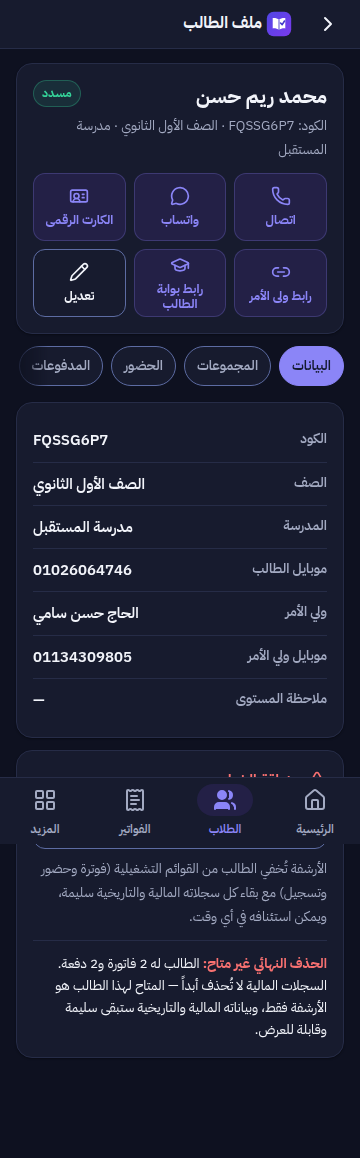 ملف الطالب
محمد ريم حسن
مسدد
الكود: FQSSG6P7 · الصف الأول الثانوي · مدرسة
المستقبل
اتصال
واتساب
الكارت الرقمي
رابط ولي الأمر
رابط بوابة
الطالب
تعديل
البيانات
المجموعات
الحضور
المدفوعات
الكود
FQSSG6P7
الصف
الصف الأول الثانوي
المدرسة
مدرسة المستقبل
موبايل الطالب
01026064746
ولي الأمر
الحاج حسن سامي
موبايل ولي الأمر
01134309805
ملاحظة المستوى
—
الرئيسية
الطلاب
الفواتير
المزيد
الأرشفة تُخفي الطالب من القوائم التشغيلية (فوترة وحضور
وتسجيل) مع بقاء كل سجلاته المالية والتاريخية سليمة،
ويمكن استئنافه في أي وقت.
الحذف النهائي غير متاح: الطالب له 2 فاتورة و2 دفعة.
السجلات المالية لا تُحذف أبداً — المتاح لهذا الطالب هو
الأرشفة فقط، وبياناته المالية والتاريخية ستبقى سليمة
وقابلة للعرض.